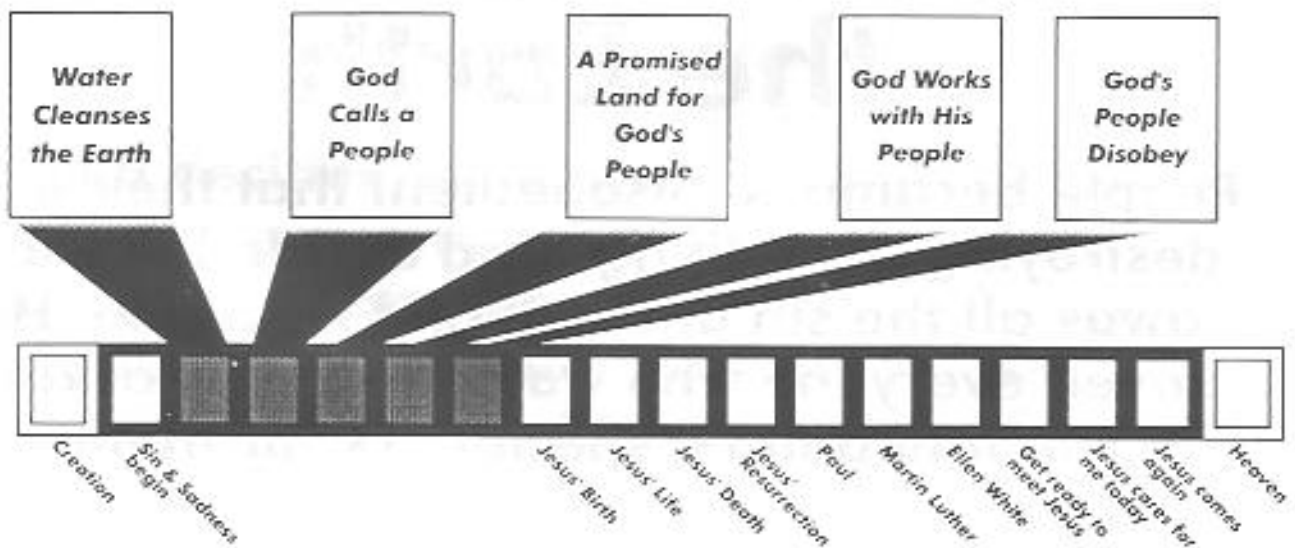 Water
Cleanses
the Earth
God
Calls a
People
A Promised
Land for
God's
People
God Works
with His
People
God's
People
Disobey
Creation
Sin & Sadness
begin
Jesus' Birth
Jesus' Life
Jesus' Death
Jesus'
Resurrection
Paul
Martin Luther
Ellen White
Get ready to
meet Jesus
Jesus cares for
me today
Jesus comes
again
Heaven